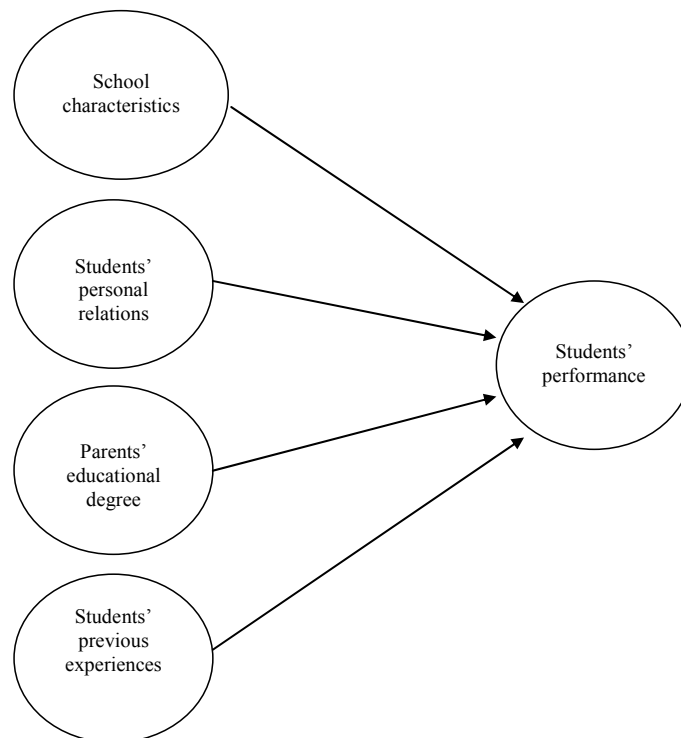 School
characteristics
Students’
personal
relations
Students’
performance
Parents’
educational
degree
Students’
previous
experiences